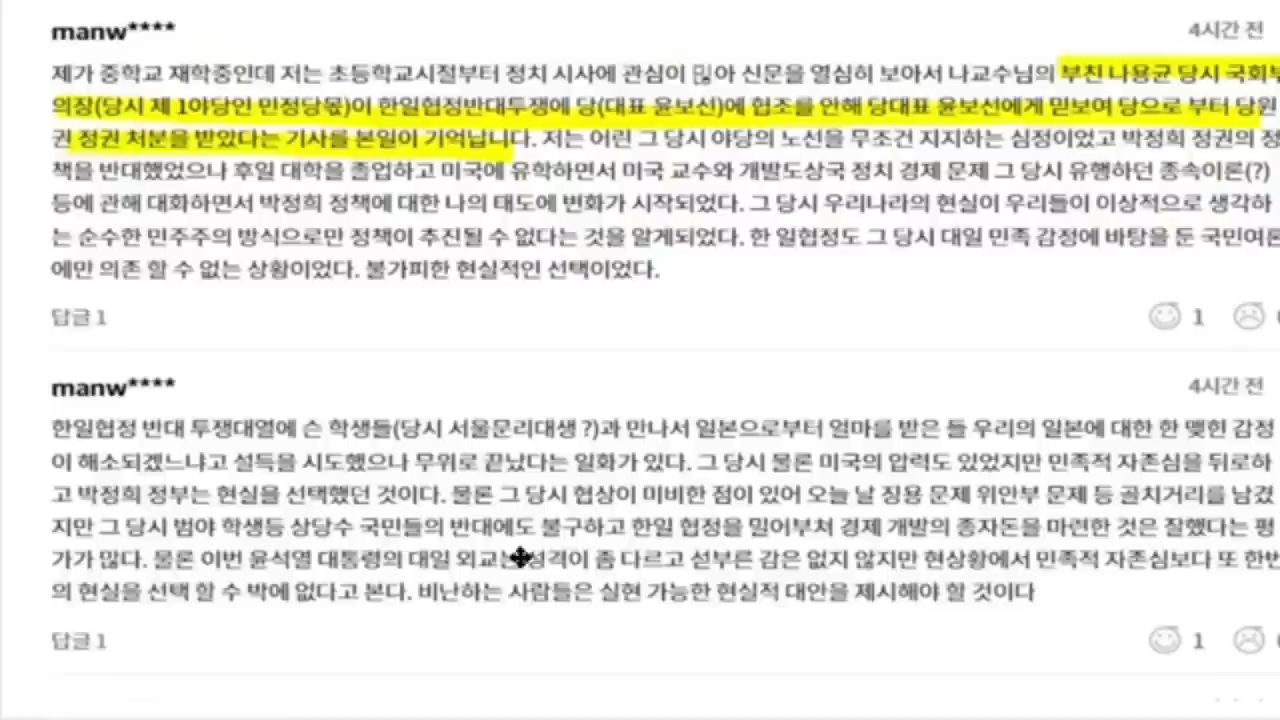 manw****
4시간 전
제가 중학교 재학중인데 저는 초등학교시절부터 정치 시사에 관심이 많아 신문을 열심히 보아서 나교수님의 부친 나용균 당시 국회부
의장(당시 제 1야당인 민정당몫)이 한일협정반대투쟁에 당(대표 윤보선)에 협조를 안해 당대표 윤보선에게 믿보여 당으로 부터 당원
권 정권 처분을 받았다는 기사를 본일이 기억납니다. 저는 어린 그 당시 야당의 노선을 무조건 지지하는 심정이었고 박정희 정권의 정
책을 반대했었으나 후일 대학을 졸업하고 미국에 유학하면서 미국 교수와 개발도상국 정치 경제 문제 그 당시 유행하던 종속이론(?)
등에 관해 대화하면서 박정희 정책에 대한 나의 태도에 변화가 시작되었다. 그 당시 우리나라의 현실이 우리들이 이상적으로 생각하
는 순수한 민주주의 방식으로만 정책이 추진될 수 없다는 것을 알게되었다. 한 일협정도 그 당시 대일 민족 감정에 바탕을 둔 국민여론
에만 의존 할 수 없는 상황이었다. 불가피한 현실적인 선택이었다.
답글 1
1
manw****
4시간 전
한일협정 반대 투쟁대열에 슨 학생들(당시 서울문리대생 ?)과 만나서 일본으로부터 얼마를 받은 들 우리의 일본에 대한 한 맺힌 감정
이 해소되겠느냐고 설득을 시도했으나 무위로 끝났다는 일화가 있다. 그 당시 물론 미국의 압력도 있었지만 민족적 자존심을 뒤로하
고 박정희 정부는 현실을 선택했던 것이다. 물론 그 당시 협상이 미비한 점이 있어 오늘 날 징용 문제 위안부 문제 등 골치거리를 남겼
지만 그 당시 범야 학생등 상당수 국민들의 반대에도 불구하고 한일 협정을 밀어부쳐 경제 개발의 종자돈을 마련한 것은 잘했다는 평
가가 많다. 물론 이번 윤석열 대통령의 대일 외교는 성격이 좀 다르고 섣부른 감은 없지 않지만 현상황에서 민족적 자존심보다 또 한번
의 현실을 선택 할 수 박에 없다고 본다. 비난하는 사람들은 실현 가능한 현실적 대안을 제시해야 할 것이다
답글 1
1